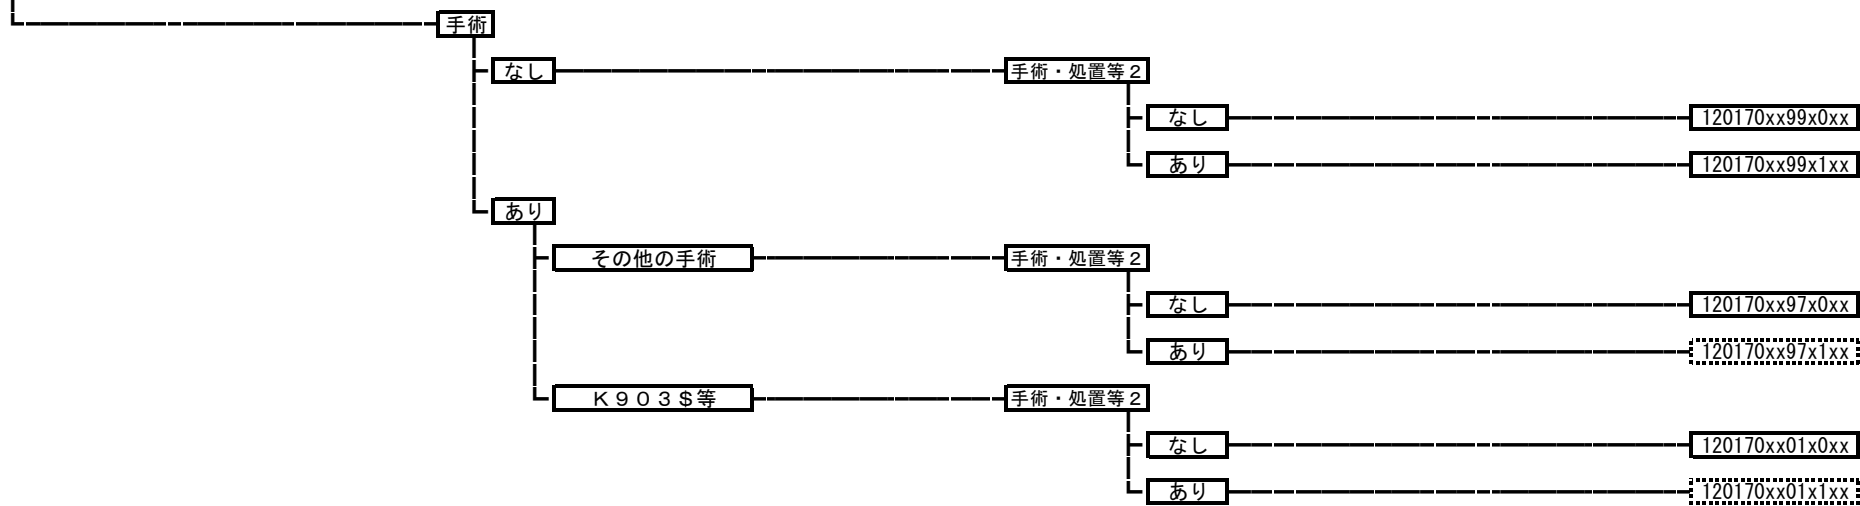 手術
なし 手術・処置等２
なし 120170xx99x0xx
あり 120170xx99x1xx
あり
その他の手術 手術・処置等２
なし 120170xx97x0xx
あり 120170xx97x1xx
Ｋ９０３＄等 手術・処置等２
なし 120170xx01x0xx
あり 120170xx01x1xx